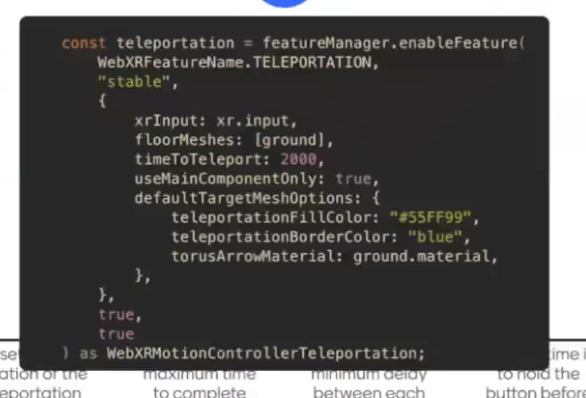 const teleportation = featureManager.enableFeature(
    WebXRFeatureName.TELEPORTATION,
    "stable",
    {
        xrInput: xr.input,
        floorMeshes: [ground],
        timeToTeleport: 2000,
        useMainComponentOnly: true,
        defaultTargetMeshOptions: {
            teleportationFillColor: "#55FF99",
            teleportationBorderColor: "blue",
            torusArrowMaterial: ground.material,
        },
    },
    true,
    true
) as WebXRMotionControllerTeleportation;
ation of the maximum time minimum delay to hold the
eportation to complete between each button before